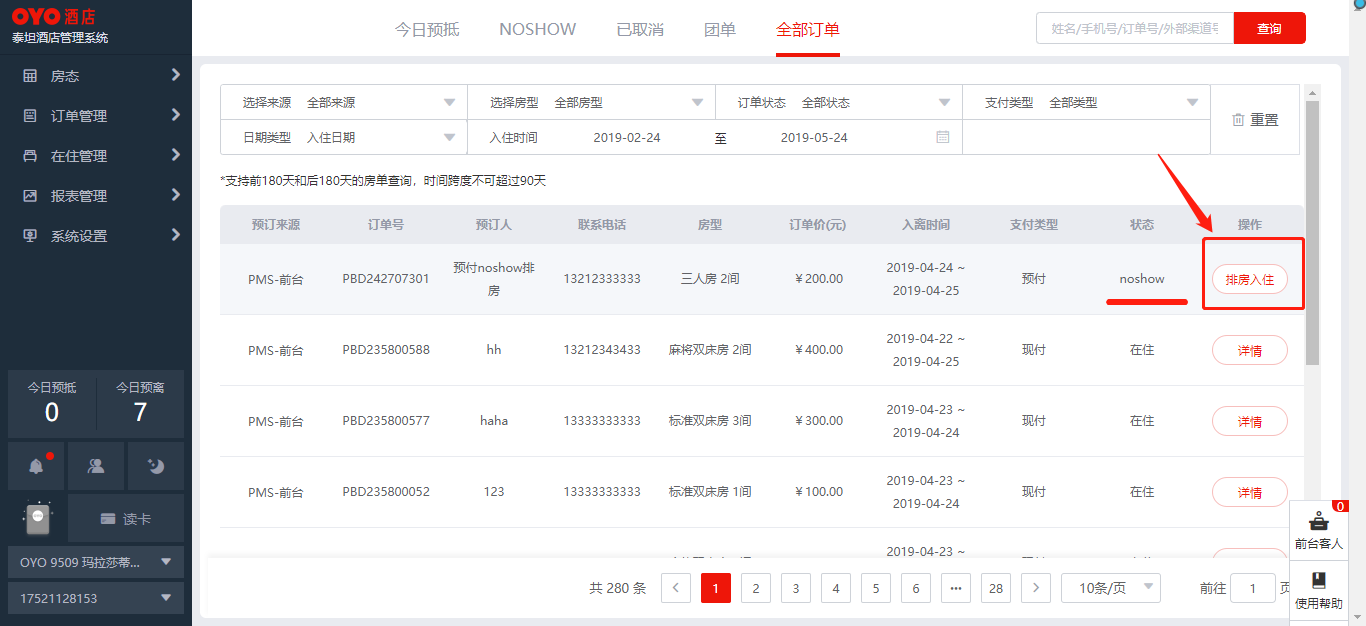 OYO 酒店
泰坦酒店管理系统
房态
订单管理
在住管理
报表管理
系统设置
今日预抵 今日预离
0 7
读卡
OYO 9509 玛拉莎蒂...
17521128153
今日预抵 NOSHOW 已取消 团单 全部订单
姓名/手机号/订单号/外部渠道号 查询
选择来源 全部来源 选择房型 全部房型 订单状态 全部状态 支付类型 全部类型
日期类型 入住日期 入住时间 2019-02-24 至 2019-05-24
重置
*支持前180天和后180天的房单查询，时间跨度不可超过90天
预订来源 订单号 预订人 联系电话 房型 订单价(元) 入离时间 支付类型 状态 操作
PMS-前台 PBD242707301 预付noshow排房 13212333333 三人房 2间 ￥200.00 2019-04-24 ~ 2019-04-25 预付 noshow 排房入住
PMS-前台 PBD235800588 hh 13212343433 麻将双床房 2间 ￥400.00 2019-04-22 ~ 2019-04-25 现付 在住 详情
PMS-前台 PBD235800577 haha 13333333333 标准双床房 3间 ￥300.00 2019-04-23 ~ 2019-04-24 现付 在住 详情
PMS-前台 PBD235800052 123 13333333333 标准双床房 1间 ￥100.00 2019-04-23 ~ 2019-04-24 现付 在住 详情
2019-04-23 ~
共 280 条 1 2 3 4 5 6 ••• 28 10条/页 前往 1
0
前台客人
使用帮助